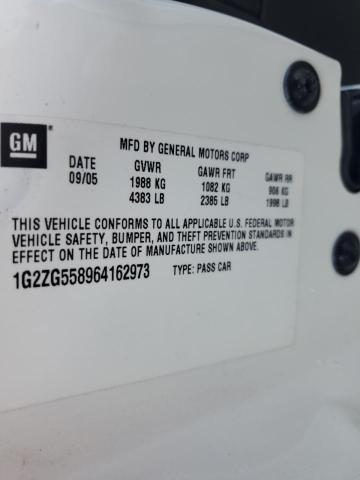 GM
MFD BY GENERAL MOTORS CORP
DATE GVWR GAWR FRT GAWR RR
09/05 1988 KG 1082 KG 906 KG
4383 LB 2385 LB 1998 LB
THIS VEHICLE CONFORMS TO ALL APPLICABLE U.S. FEDERAL MOTOR
VEHICLE SAFETY, BUMPER, AND THEFT PREVENTION STANDARDS IN
EFFECT ON THE DATE OF MANUFACTURE SHOWN ABOVE.
1G2ZG558964162973 TYPE: PASS CAR